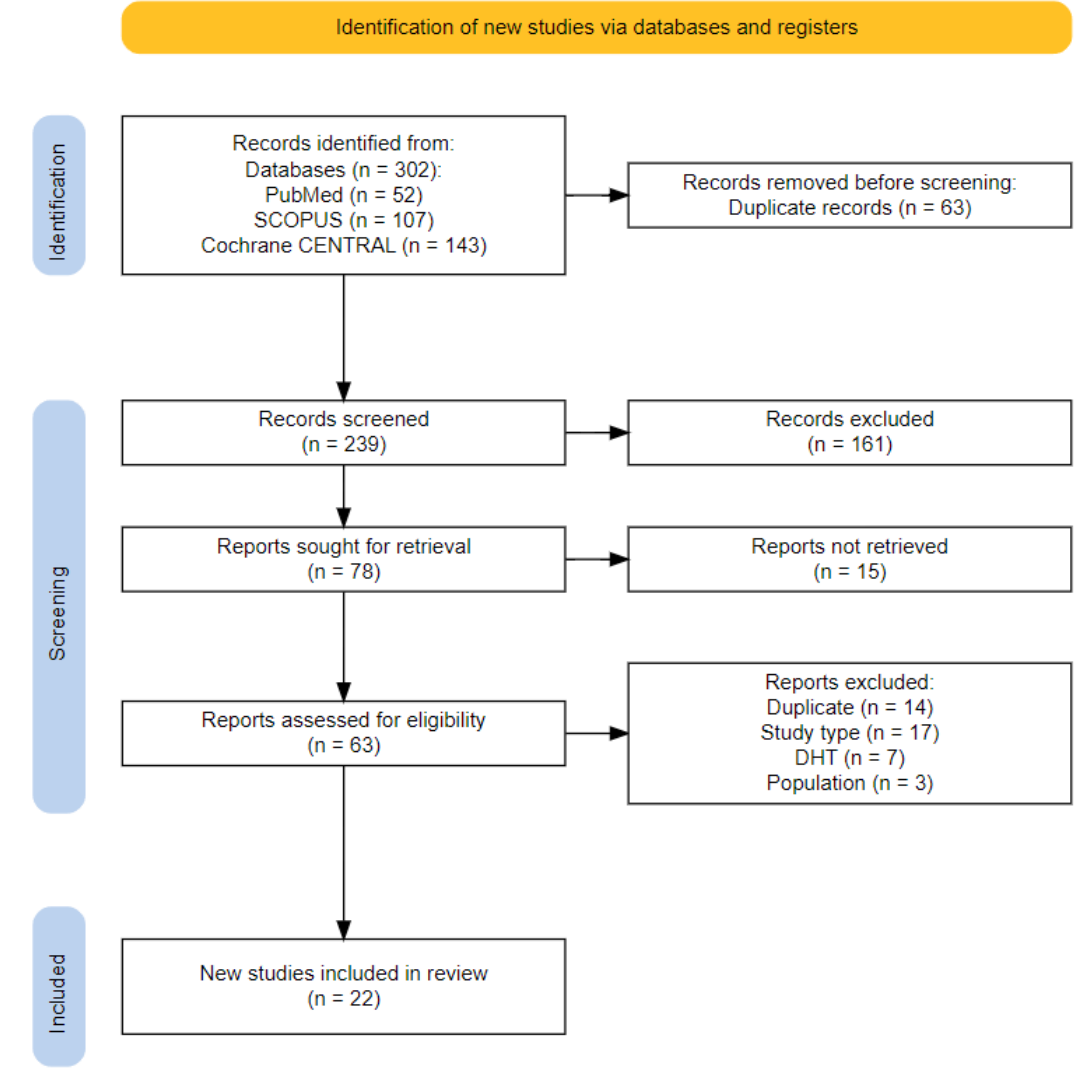 Identification of new studies via databases and registers
Identification
Records identified from:
Databases (n = 302):
PubMed (n = 52)
SCOPUS (n = 107)
Cochrane CENTRAL (n = 143)
Records removed before screening:
Duplicate records (n = 63)
Screening
Records screened
(n = 239)
Records excluded
(n = 161)
Reports sought for retrieval
(n = 78)
Reports not retrieved
(n = 15)
Reports assessed for eligibility
(n = 63)
Reports excluded:
Duplicate (n = 14)
Study type (n = 17)
DHT (n = 7)
Population (n = 3)
Included
New studies included in review
(n = 22)